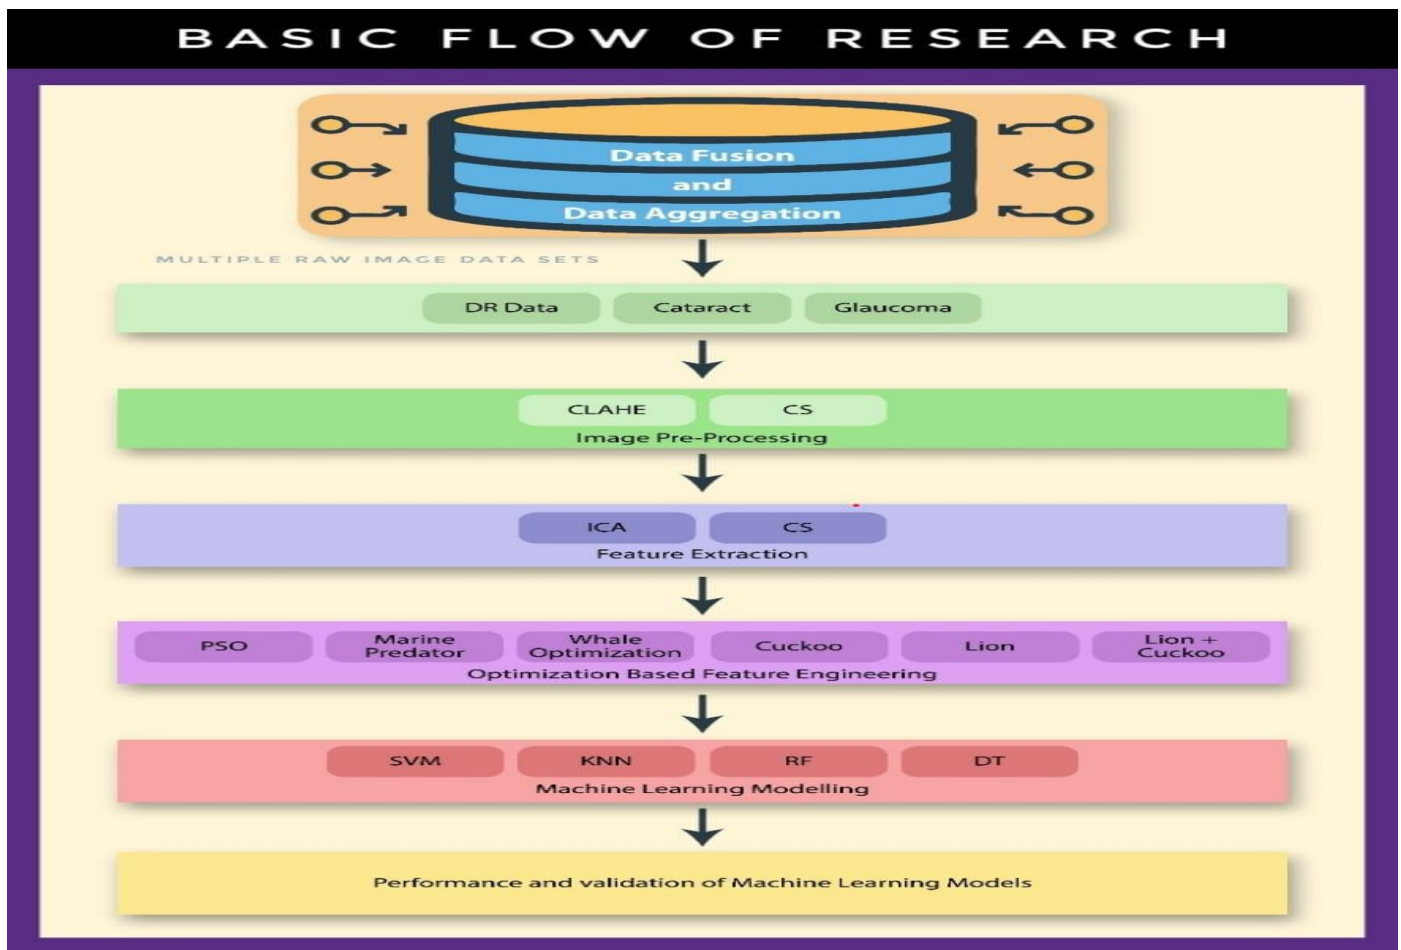 BASIC FLOW OF RESEARCH
Data Fusion
and
Data Aggregation
MULTIPLE RAW IMAGE DATA SETS
DR Data Cataract Glaucoma
CLAHE CS
Image Pre-Processing
ICA CS
Feature Extraction
PSO
Marine
Predator
Whale
Optimization
Cuckoo
Lion
Lion +
Cuckoo
Optimization Based Feature Engineering
SVM KNN RF DT
Machine Learning Modelling
Performance and validation of Machine Learning Models